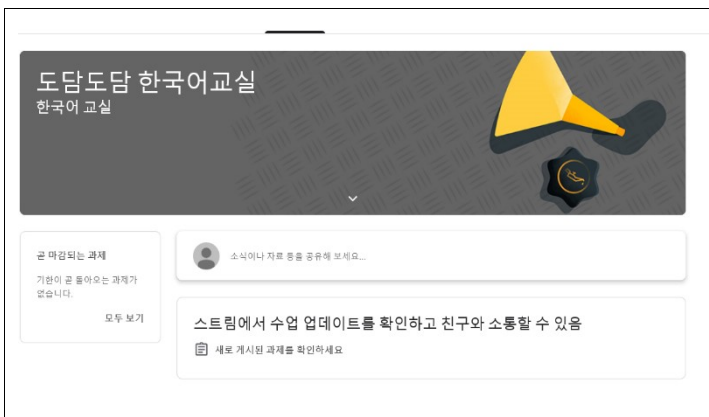 도담도담 한국어교실
한국어 교실
곧 마감되는 과제
기한이 곧 돌아오는 과제가
없습니다.
모두 보기
소식이나 자료 등을 공유해 보세요...
스트림에서 수업 업데이트를 확인하고 친구와 소통할 수 있음
새로 게시된 과제를 확인하세요